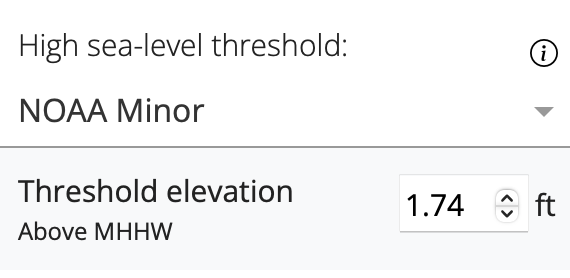 High sea-level threshold:
NOAA Minor
Threshold elevation
1.74 ft
Above MHHW